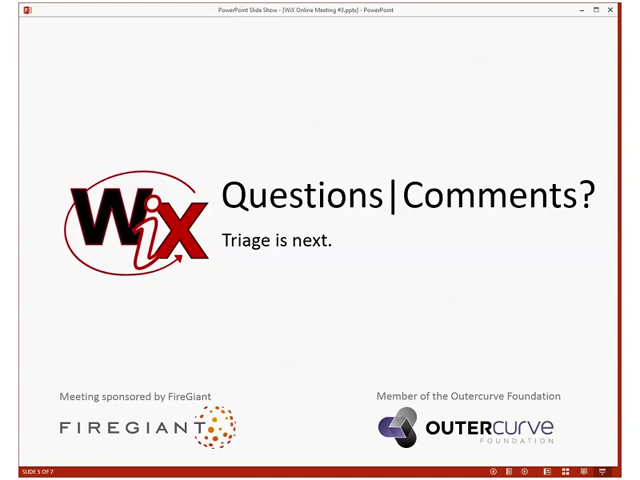 PowerPoint Slide Show - [WiX Online Meeting #3.pptx] - PowerPoint
WiX
Questions|Comments?
Triage is next.
Meeting sponsored by FireGiant
Member of the Outercurve Foundation
FIREGIANT
OUTERCURVE
FOUNDATION
SLIDE 5 OF 7